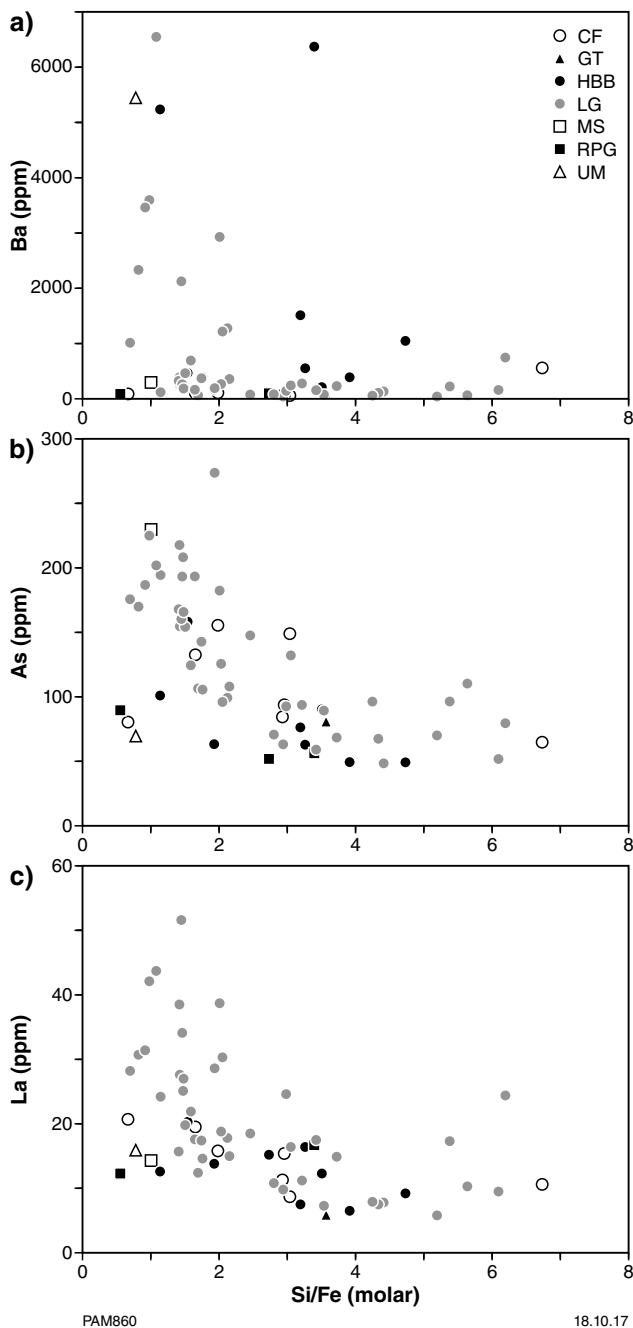 a)
Ba (ppm)
6000
4000
2000
0
CF
GT
HBB
LG
MS
RPG
UM
0 2 4 6 8
b)
As (ppm)
300
200
100
0
0 2 4 6 8
c)
La (ppm)
60
40
20
0
0 2 4 6 8
Si/Fe (molar)
PAM860
18.10.17